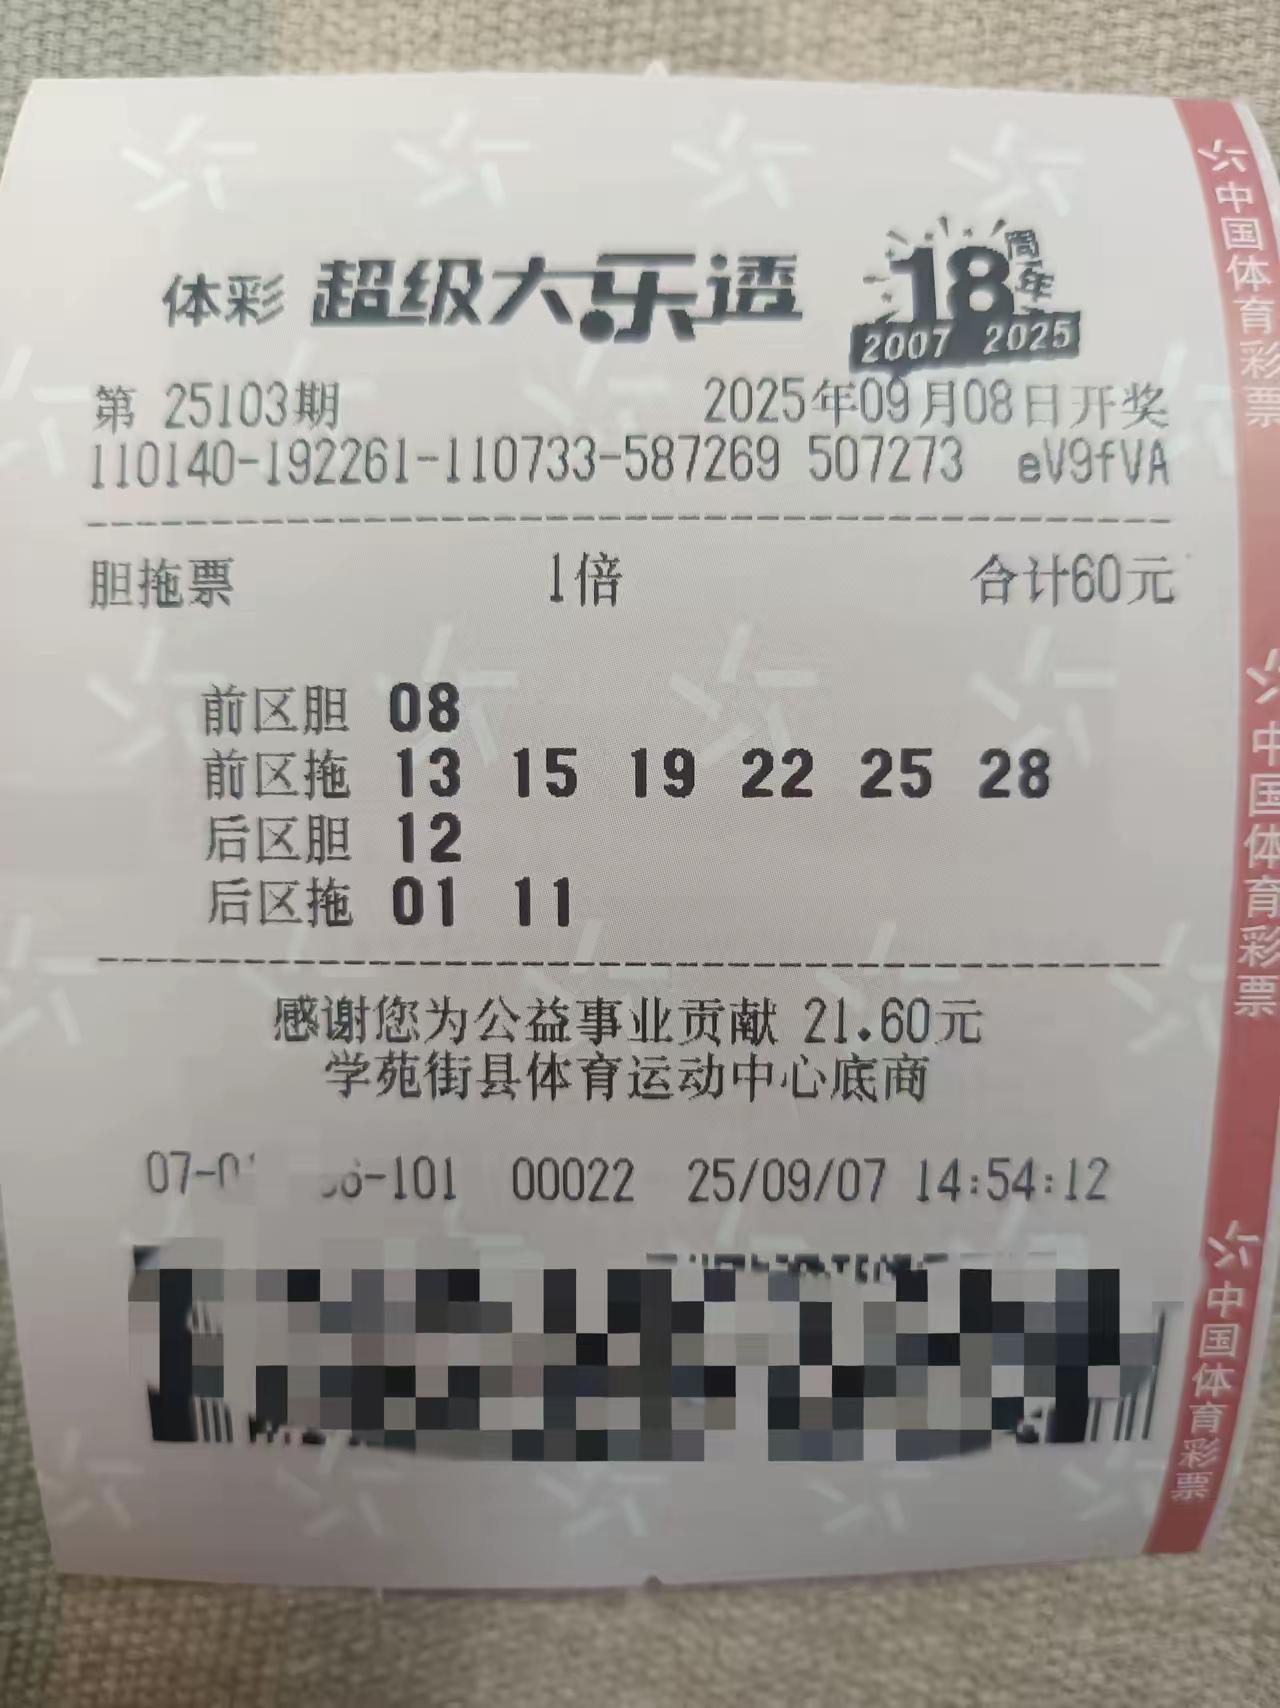 体彩 超级大乐透 18周年 2007 2025
第 25103期 2025年09月08日开奖
110140-192261-110733-587269 507273 eV9fVA
胆拖票 1倍 合计60元
前区胆 08
前区拖 13 15 19 22 25 28
后区胆 12
后区拖 01 11
感谢您为公益事业贡献 21.60元
学苑街县体育运动中心底商
07-0 6-101 00022 25/09/07 14:54:12
中国体育彩票
中国体育彩票
中国体育彩票